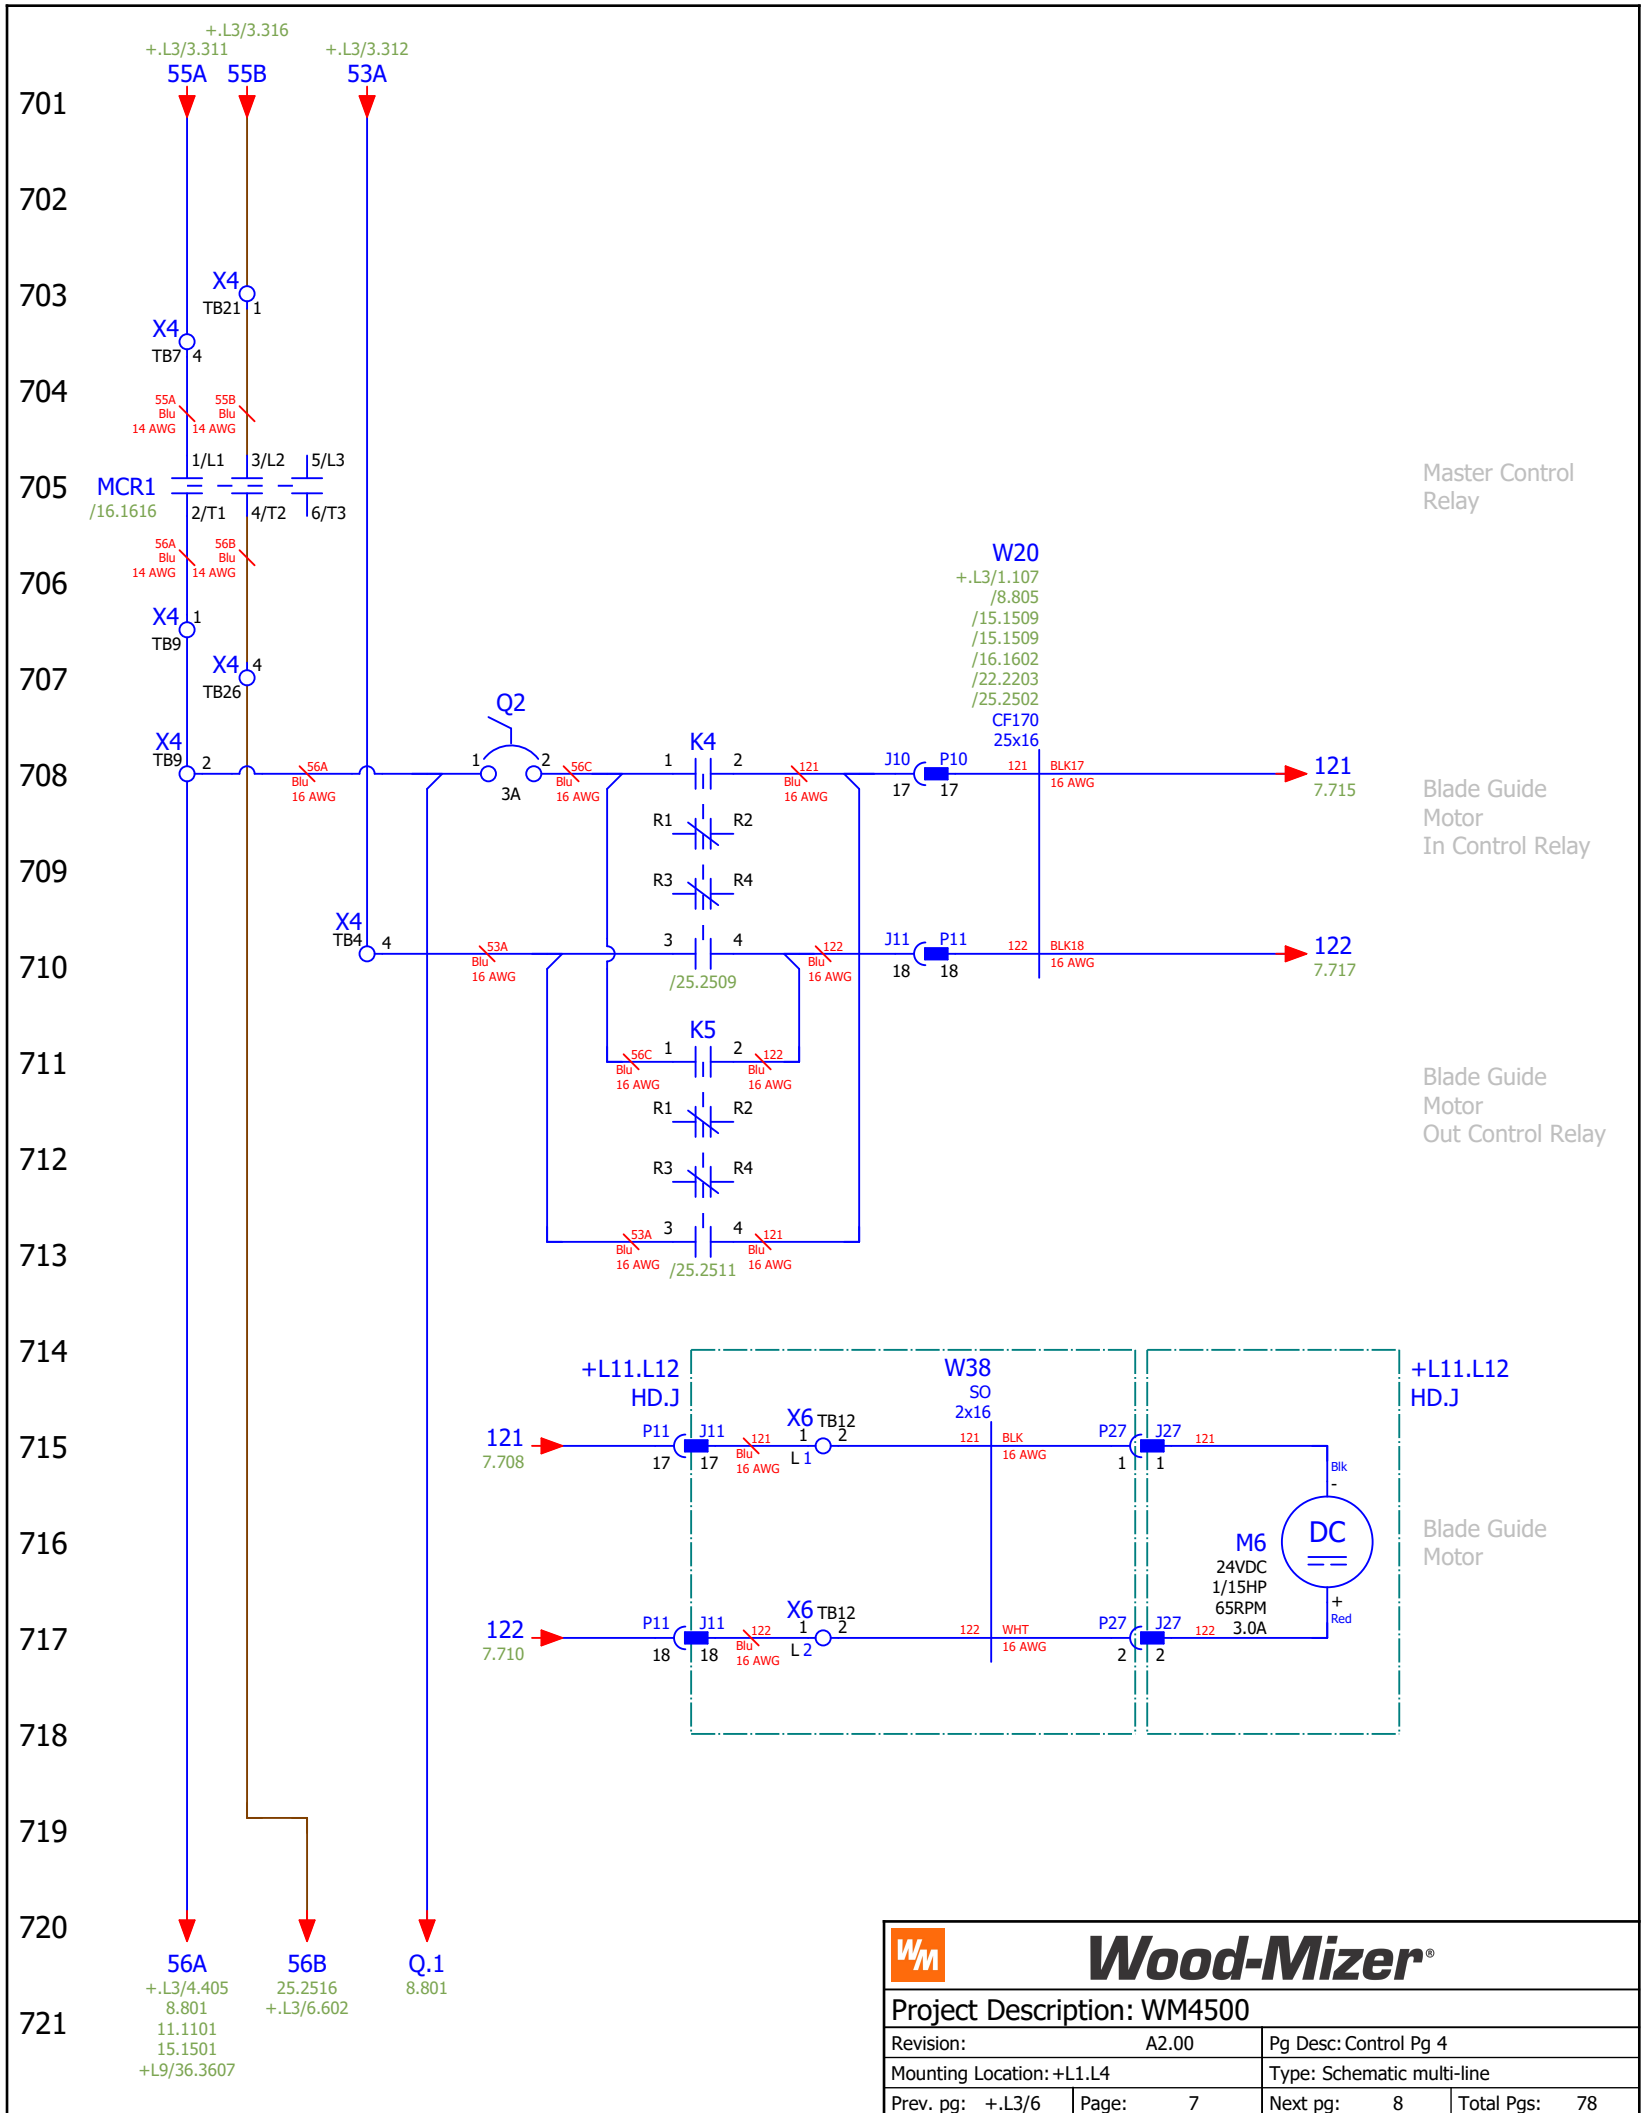 +.L3/3.316
+.L3/3.311
+.L3/3.312
55A 55B 53A
701
702
X4
703
TB21 1
X4
TB7 4
704
55A 55B
Blu Blu
14 AWG 14 AWG
1/L1 3/L2 5/L3
705 MCR1
/16.1616
2/T1 4/T2 6/T3
Master Control
Relay
56A 56B
Blu Blu
14 AWG 14 AWG
706
W20
+.L3/1.107
/8.805
/15.1509
/15.1509
/16.1602
/22.2203
/25.2502
CF170
25x16
X4 1
TB9
707
X4 4
TB26
Q2
X4
TB9 2
K4
708
56A
Blu
16 AWG
1 2
3A
56C
Blu
16 AWG
1 2
121
Blu
16 AWG
J10 P10
17 17
121 BLK17
16 AWG
121
7.715
Blade Guide
Motor
In Control Relay
R1 R2
709
R3 R4
X4
TB4 4
710
53A
Blu
16 AWG
3 4
/25.2509
122
Blu
16 AWG
J11 P11
18 18
122 BLK18
16 AWG
122
7.717
K5
711
56C
Blu
16 AWG
1 2
122
Blu
16 AWG
Blade Guide
Motor
Out Control Relay
R1 R2
712
R3 R4
713
53A
Blu
16 AWG
3 4
/25.2511
121
Blu
16 AWG
714
+L11.L12
HD.J
W38
SO
2x16
+L11.L12
HD.J
715
121
7.708
P11 J11
17 17
121
Blu
16 AWG
X6 TB12
1 2
L 1
121 BLK
16 AWG
P27 J27
1 1
121
Blk
-
716
M6
24VDC
1/15HP
65RPM
3.0A
DC
Blade Guide
Motor
+
Red
717
122
7.710
P11 J11
18 18
122
Blu
16 AWG
X6 TB12
1 2
L 2
122 WHT
16 AWG
P27 J27
2 2
122
718
719
720
56A 56B Q.1
+.L3/4.405 25.2516 8.801
8.801 +.L3/6.602
11.1101
15.1501
+L9/36.3607
721
WM Wood-Mizer®
Project Description: WM4500
Revision: A2.00 Pg Desc: Control Pg 4
Mounting Location: +L1.L4 Type: Schematic multi-line
Prev. pg: +.L3/6 Page: 7 Next pg: 8 Total Pgs: 78